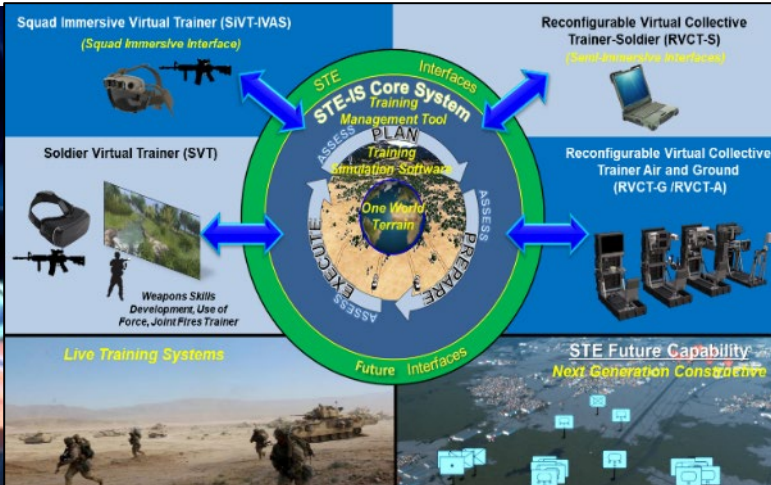 Squad Immersive Virtual Trainer (SiVT-IVAS)
(Squad Immersive Interface)
Reconfigurable Virtual Collective
Trainer-Soldier (RVCT-S)
(Semi-Immersive Interfaces)
STE Interfaces
STE-IS Core System
Training
Management Tool
PLAN
ASSESS
Training
Simulation Software
One World
Terrain
ASSESS
PREPARE
EXECUTE
ASSESS
Future Interfaces
Soldier Virtual Trainer (SVT)
Weapons Skills
Development, Use of
Force, Joint Fires Trainer
Reconfigurable Virtual Collective
Trainer Air and Ground
(RVCT-G /RVCT-A)
Live Training Systems
STE Future Capability
Next Generation Constructive